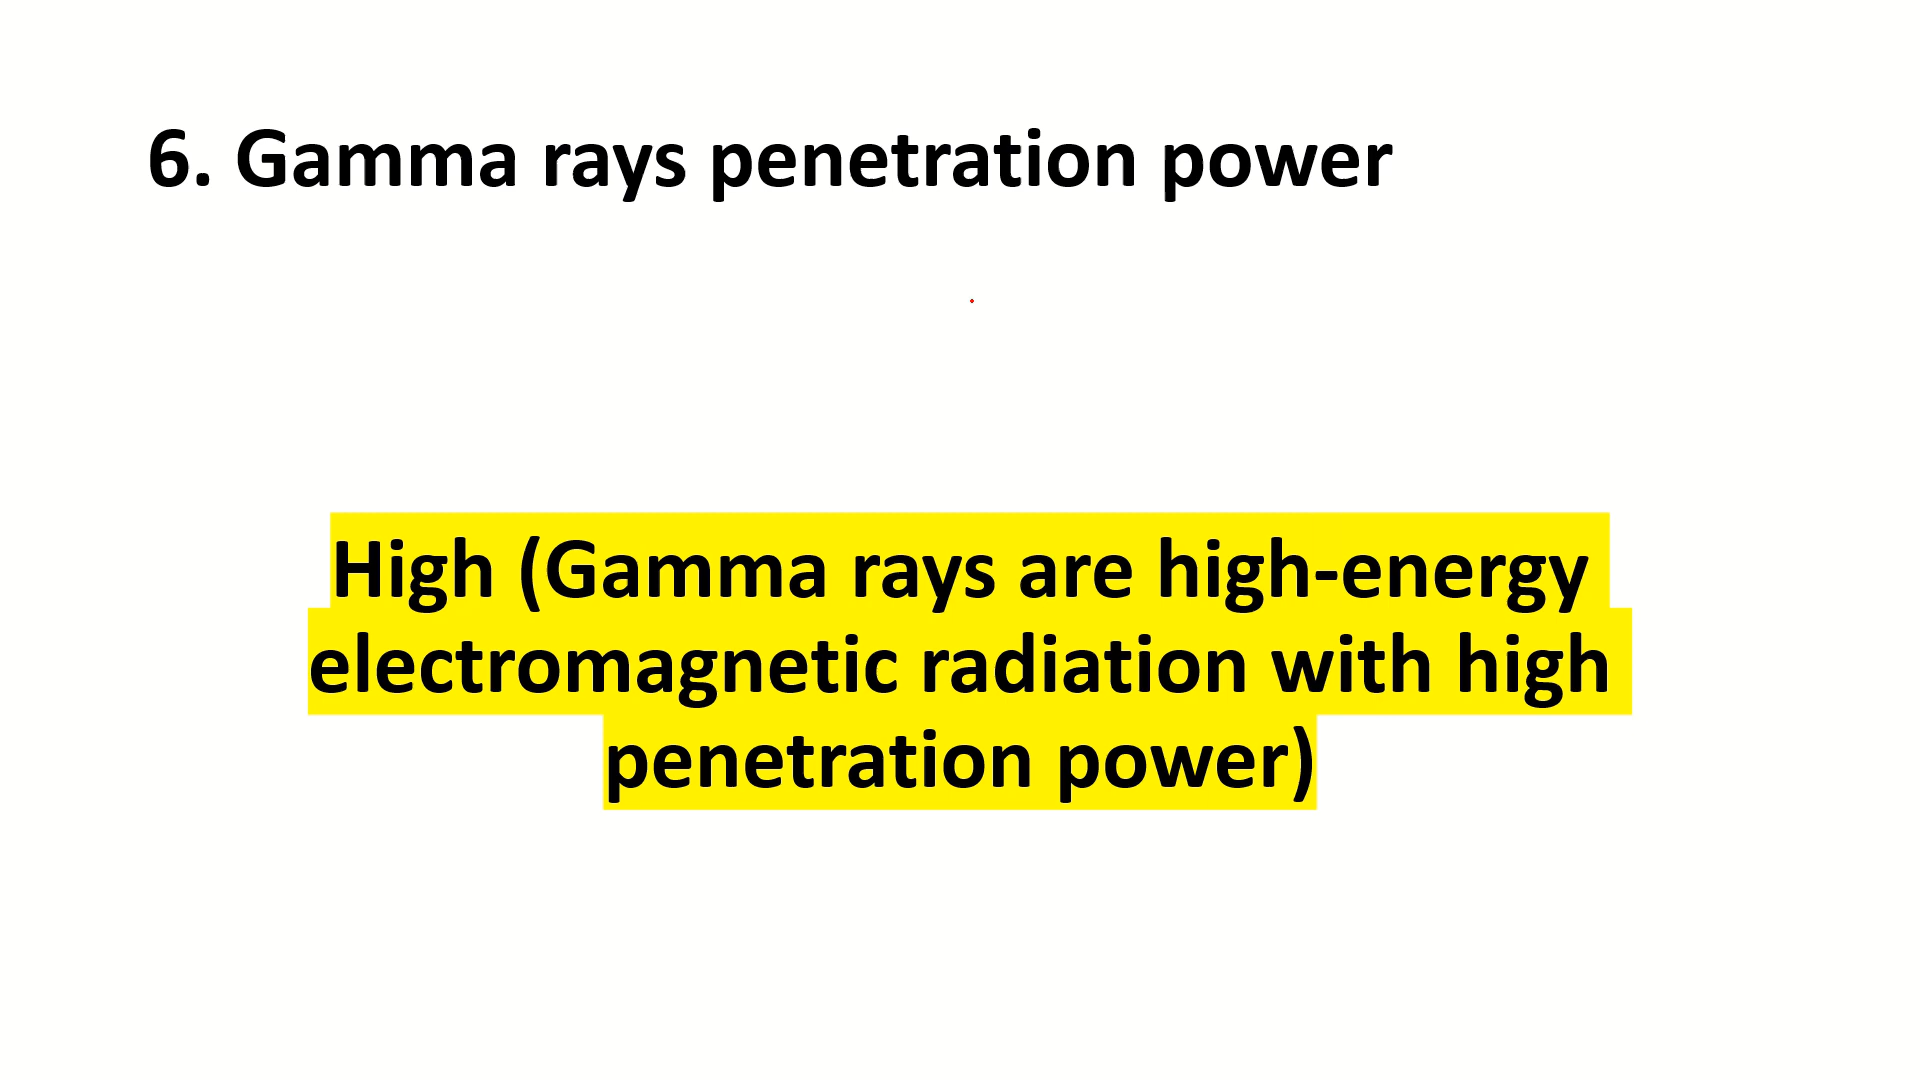 6. Gamma rays penetration power
High (Gamma rays are high-energy
electromagnetic radiation with high
penetration power)